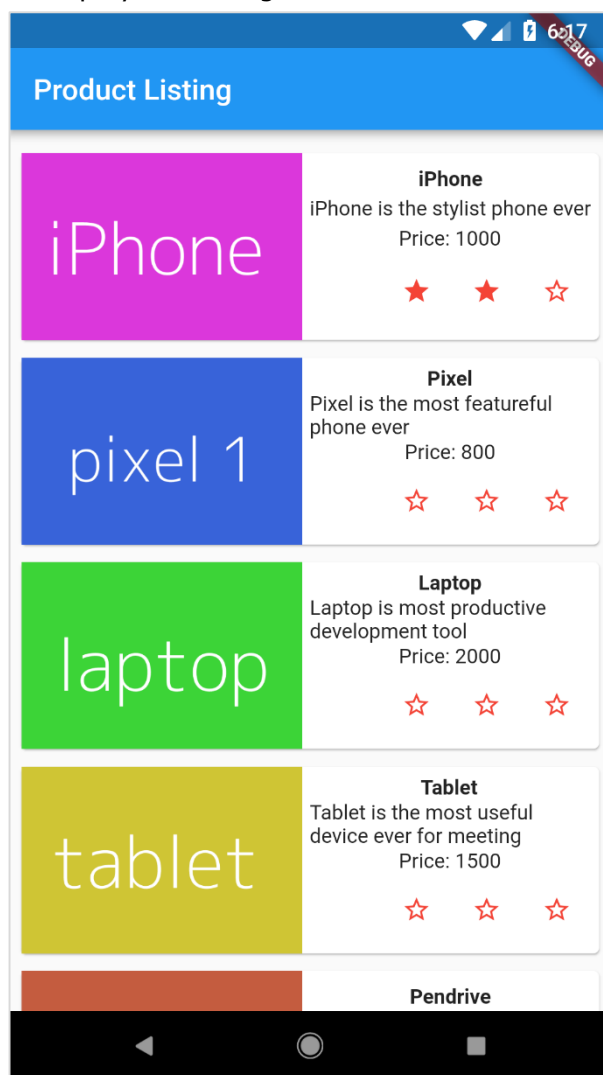 6:17
DEBUG
Product Listing
iPhone
iPhone
iPhone is the stylist phone ever
Price: 1000
pixel 1
Pixel
Pixel is the most featureful
phone ever
Price: 800
laptop
Laptop
Laptop is most productive
development tool
Price: 2000
tablet
Tablet
Tablet is the most useful
device ever for meeting
Price: 1500
Pendrive